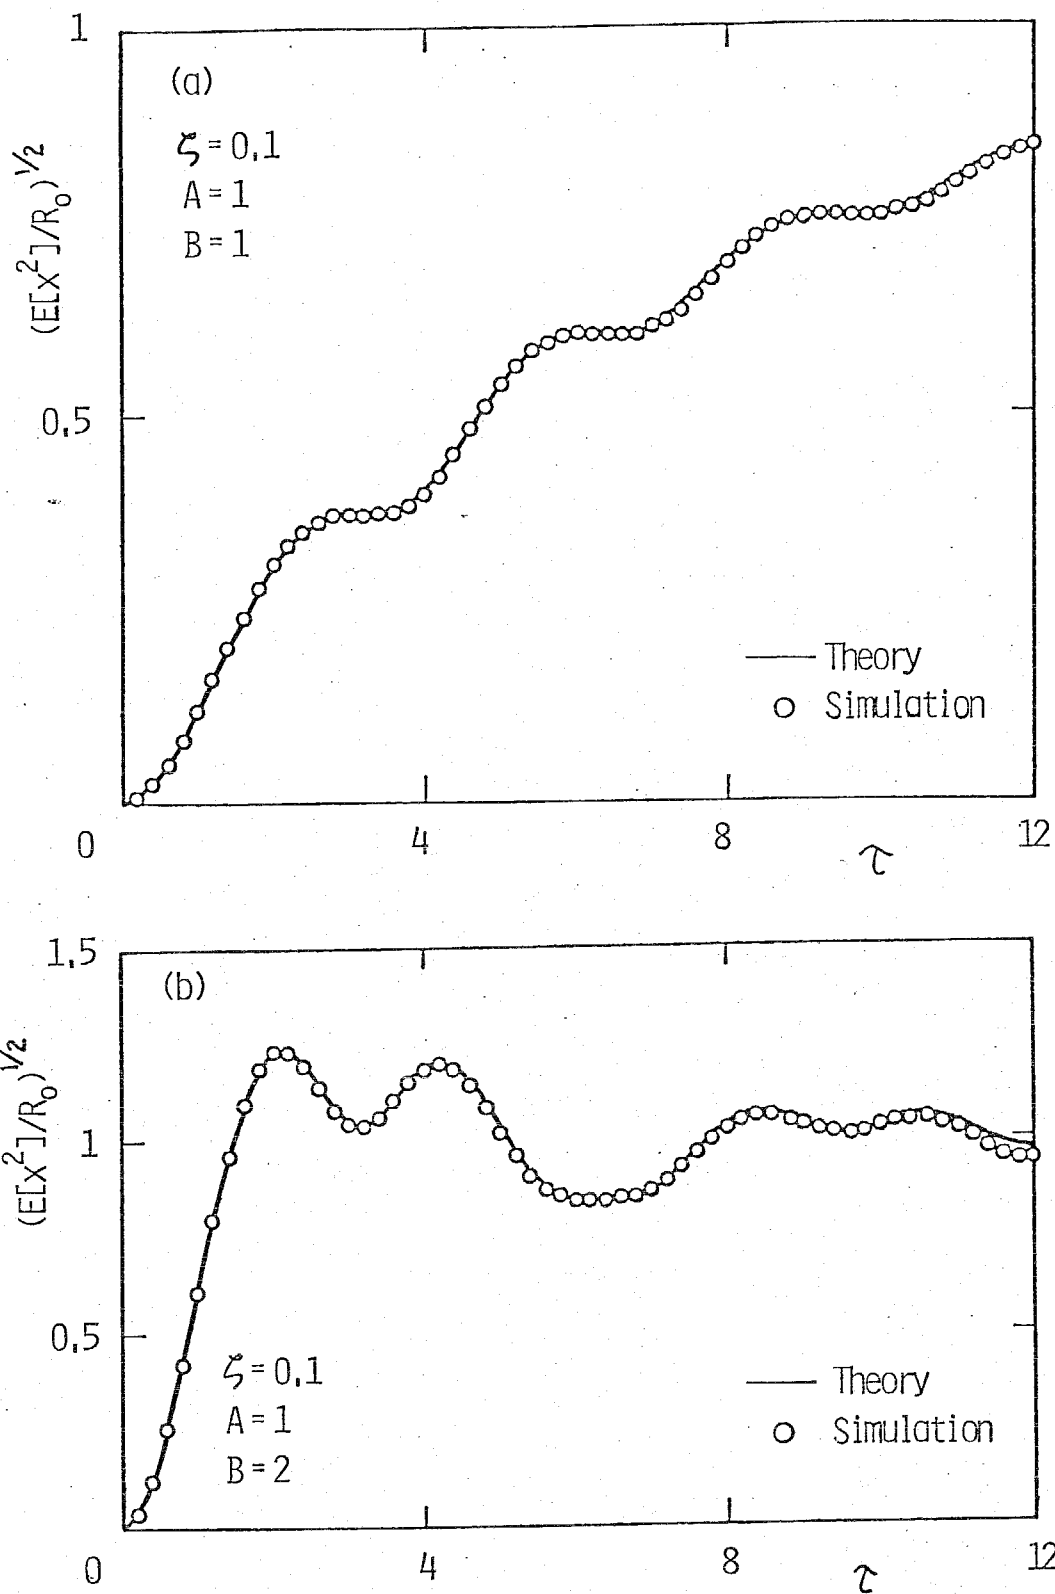 1
(a)
ζ=0.1
A=1
B=1
(E[x²]/R₀)^½
0.5
Theory
Simulation
0
4
8
τ
12
1.5
(b)
(E[x²]/R₀)^½
1
0.5
ζ=0.1
A=1
B=2
Theory
Simulation
0
4
8
τ
12